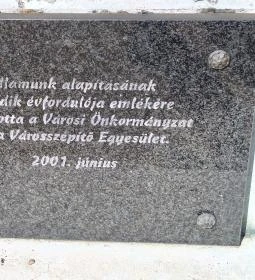 llamunk alapításának
dik évfordulója emlékére
otta a Városi Önkormányzat
a Városszépítő Egyesület.
2001. június